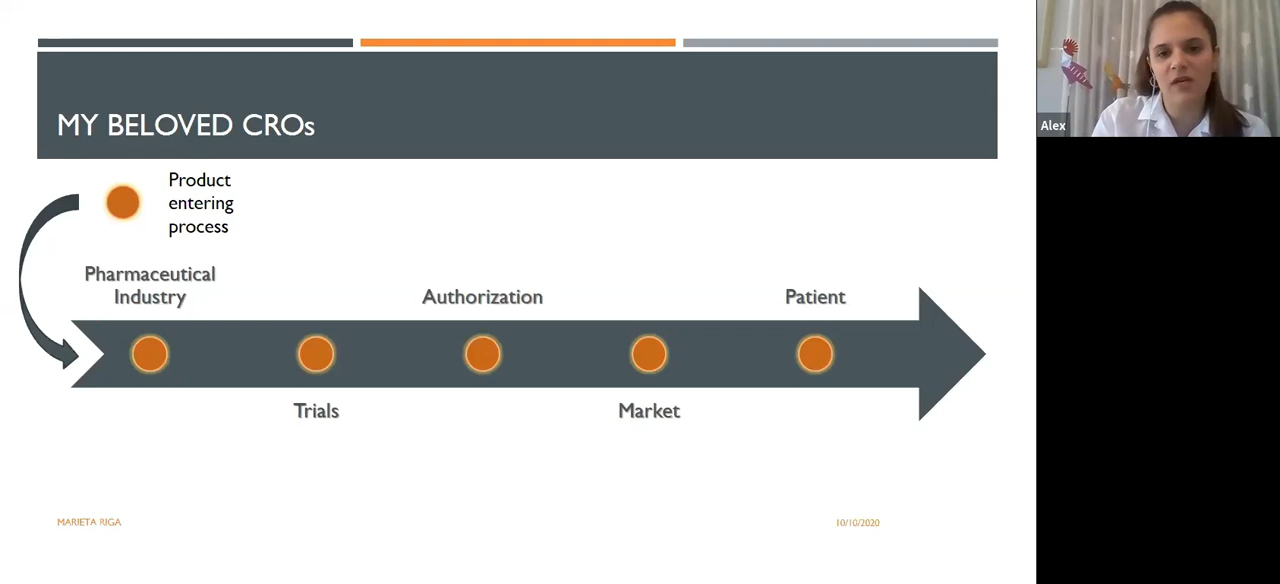 MY BELOVED CROs
Alex
Product
entering
process
Pharmaceutical
Industry
Authorization
Patient
Trials
Market
MARIETA RIGA
10/10/2020